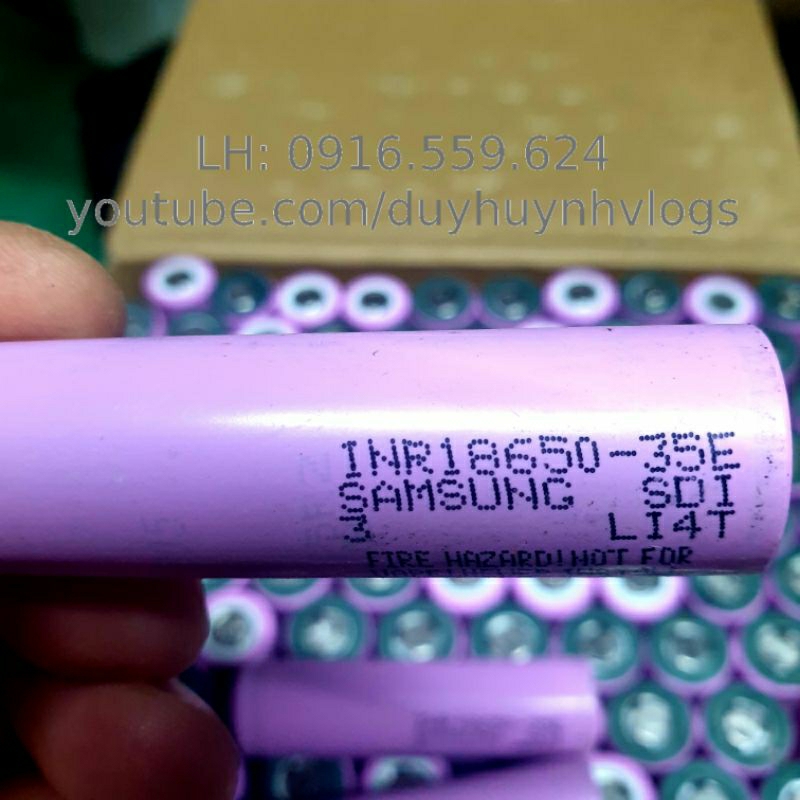 LH: 0916.559.624
youtube.com/duyhuynhvlogs
INR18650-35E
SAMSUNG SDI
3 LI4T
FIRE HAZARD! NOT FOR